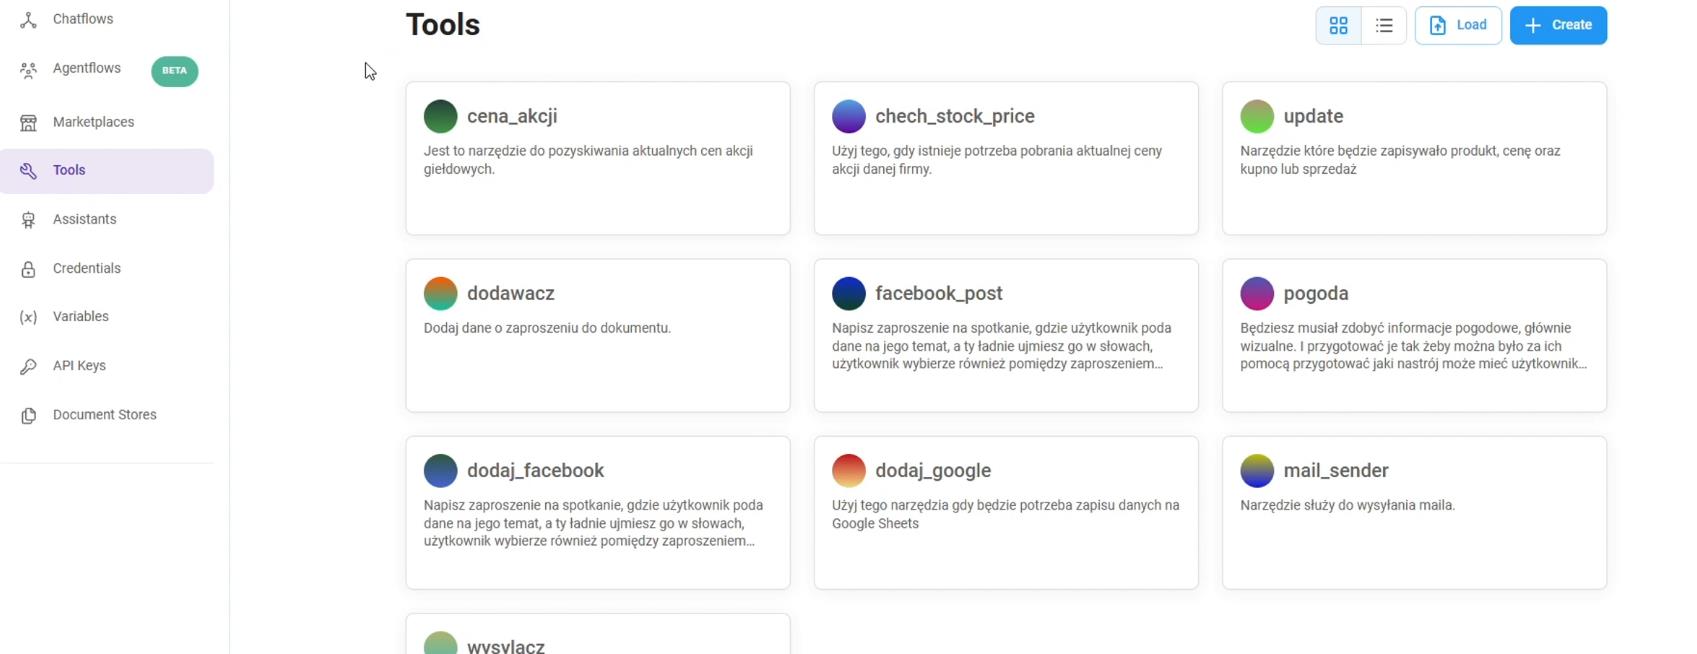 Chatflows
Agentflows BETA
Marketplaces
Tools
Assistants
Credentials
(x) Variables
API Keys
Document Stores
Tools
Load
Create
cena_akcji
Jest to narzędzie do pozyskiwania aktualnych cen akcji
giełdowych.
chech_stock_price
Użyj tego, gdy istnieje potrzeba pobrania aktualnej ceny
akcji danej firmy.
update
Narzędzie które będzie zapisywało produkt, cenę oraz
kupno lub sprzedaż
dodawacz
Dodaj dane o zaproszeniu do dokumentu.
facebook_post
Napisz zaproszenie na spotkanie, gdzie użytkownik poda
dane na jego temat, a ty ładnie ujmiesz go w słowach,
użytkownik wybierze również pomiędzy zaproszeniem...
pogoda
Będziesz musiał zdobyć informacje pogodowe, głównie
wizualne. I przygotować je tak żeby można było za ich
pomocą przygotować jaki nastrój może mieć użytkownik...
dodaj_facebook
Napisz zaproszenie na spotkanie, gdzie użytkownik poda
dane na jego temat, a ty ładnie ujmiesz go w słowach,
użytkownik wybierze również pomiędzy zaproszeniem...
dodaj_google
Użyj tego narzędzia gdy będzie potrzeba zapisu danych na
Google Sheets
mail_sender
Narzędzie służy do wysyłania maila.
wysylacz